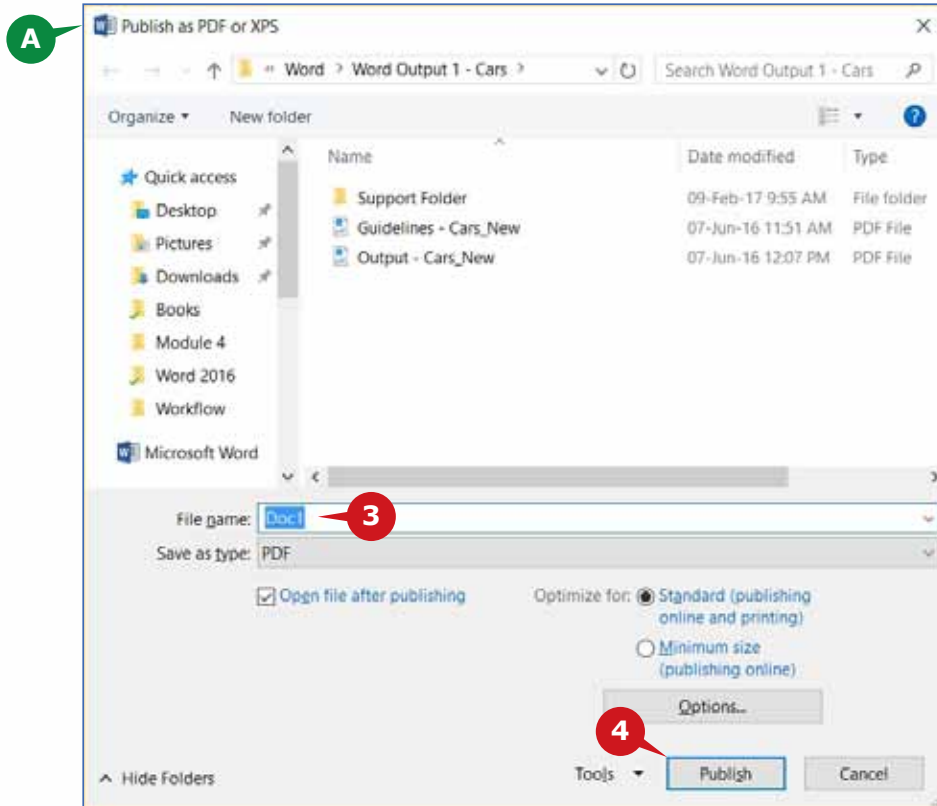 A
Publish as PDF or XPS
« Word > Word Output 1 - Cars >
Search Word Output 1 - Cars
Organize
New folder
Name
Date modified
Type
Quick access
Desktop
Pictures
Downloads
Books
Module 4
Word 2016
Workflow
Microsoft Word
Support Folder 09-Feb-17 9:55 AM File folder
Guidelines - Cars_New 07-Jun-16 11:51 AM PDF File
Output - Cars_New 07-Jun-16 12:07 PM PDF File
File name: Doc1
3
Save as type: PDF
Open file after publishing
Optimize for: Standard (publishing
online and printing)
Minimum size
(publishing online)
Options...
4
Hide Folders
Tools
Publish
Cancel